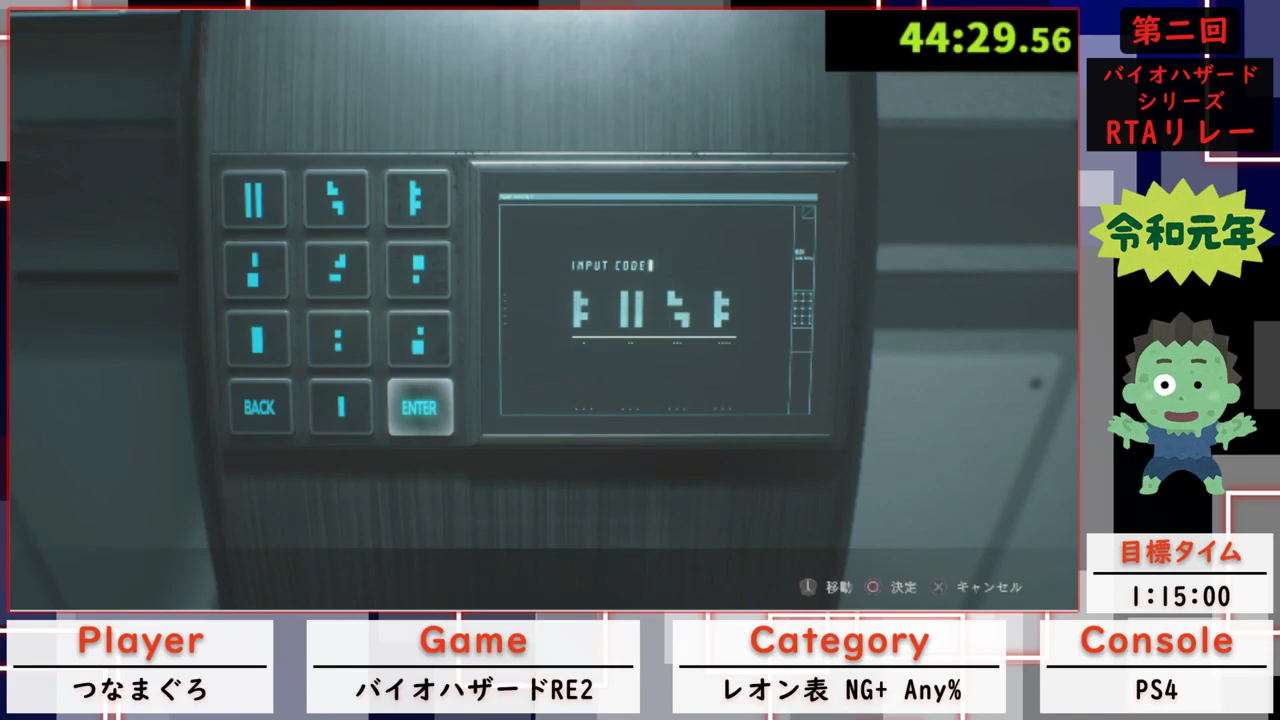 44:29.56
第二回
バイオハザード
シリーズ
RTAリレー
令和元年
INPUT CODE
BACK
ENTER
移動
決定
キャンセル
目標タイム
1:15:00
Player
つなまぐろ
Game
バイオハザードRE2
Category
レオン表 NG+ Any%
Console
PS4